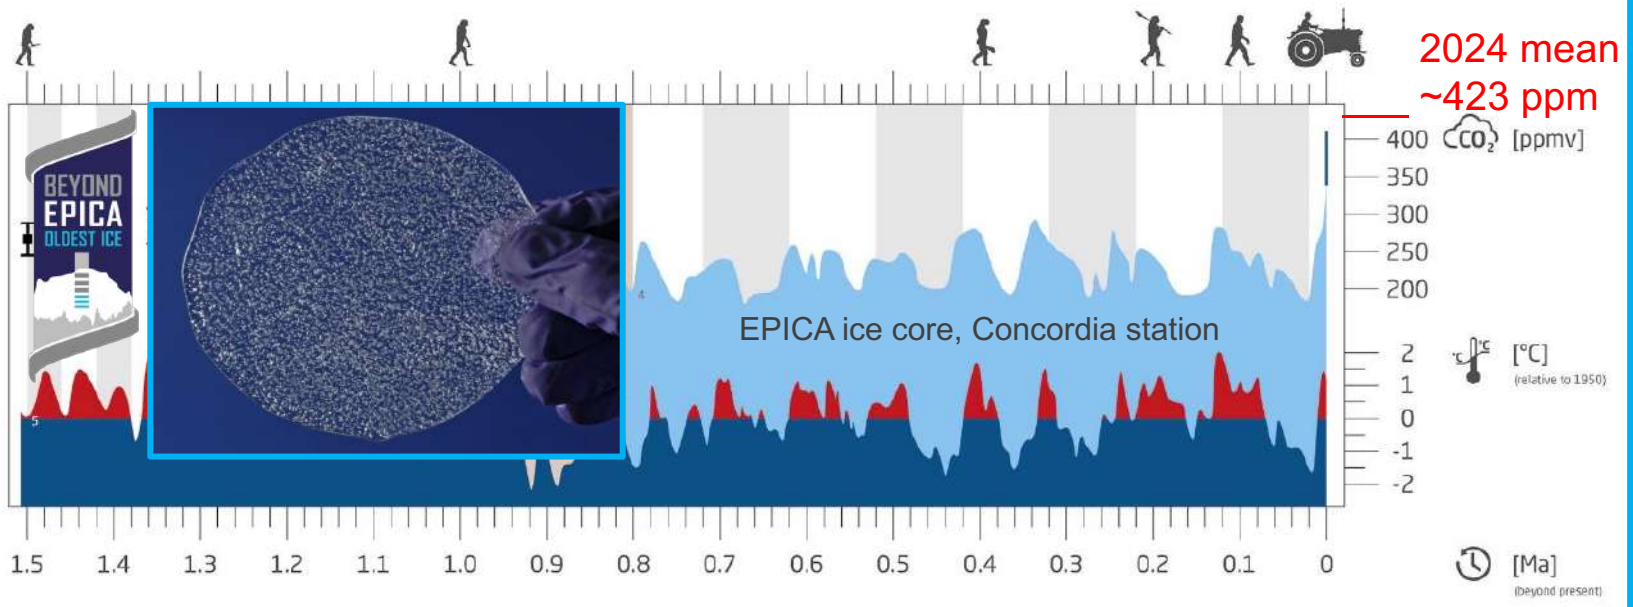 2024 mean
~423 ppm
400 CO2 [ppmv]
350
300
250
200
BEYOND
EPICA
OLDEST ICE
4
EPICA ice core, Concordia station
2 °C °C [°C]
1 (relative to 1950)
0
-1
-2
5
1.5 1.4 1.3 1.2 1.1 1.0 0.9 0.8 0.7 0.6 0.5 0.4 0.3 0.2 0.1 0 [Ma]
(beyond present)